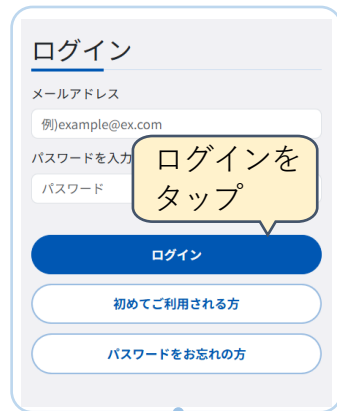 ログイン
メールアドレス
例)example@ex.com
パスワードを入力
ログインを
タップ
パスワード
ログイン
初めてご利用される方
パスワードをお忘れの方